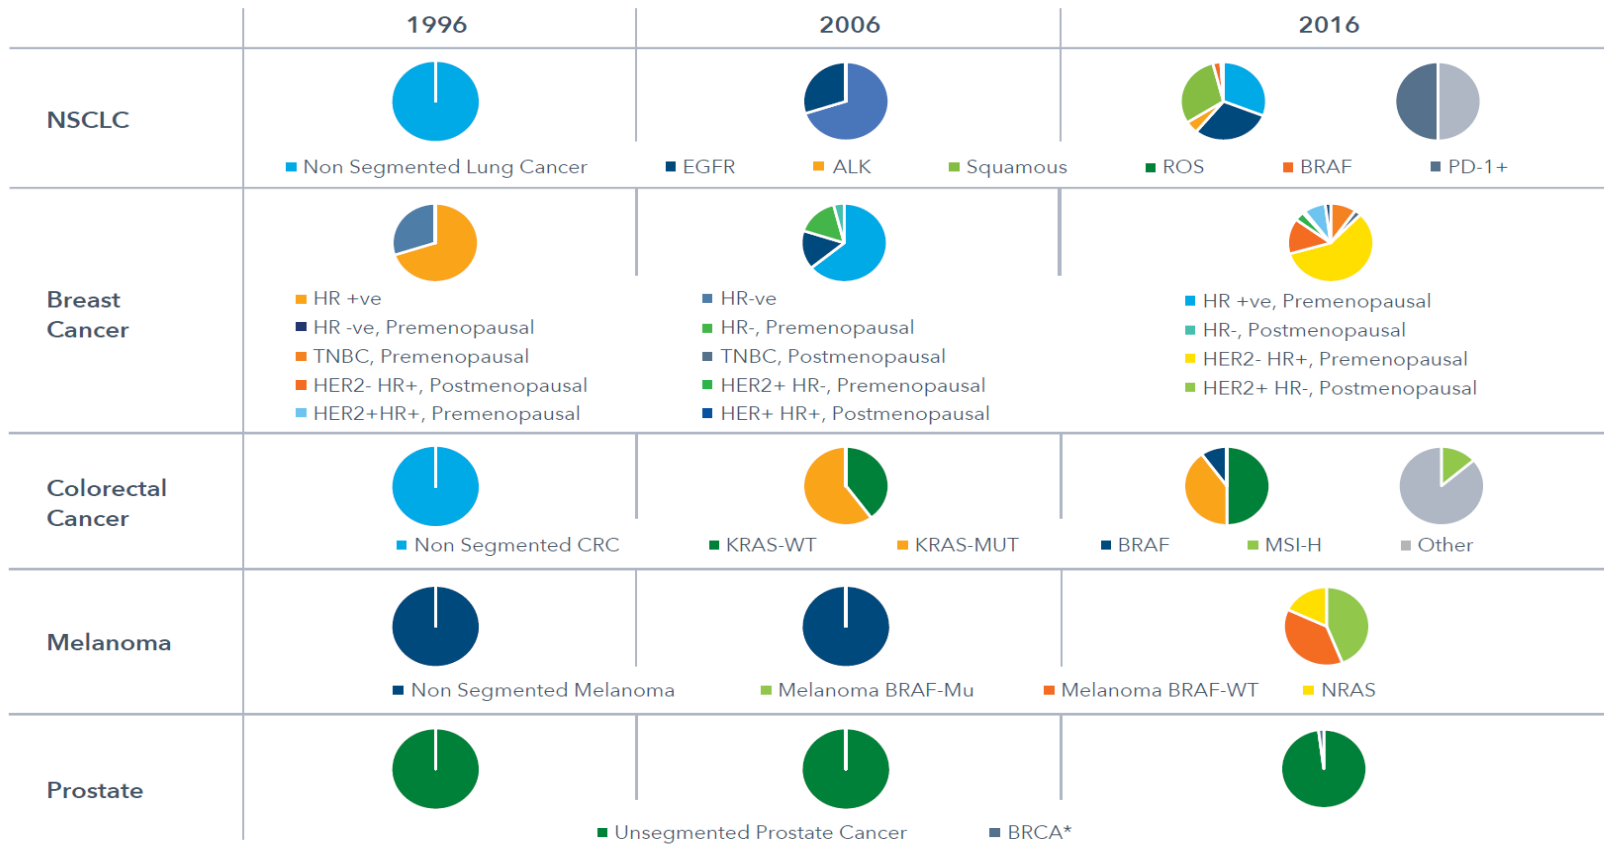 1996 2006 2016
NSCLC
Non Segmented Lung Cancer EGFR ALK Squamous ROS BRAF PD-1+
Breast
Cancer
HR +ve HR-ve HR +ve, Premenopausal
HR -ve, Premenopausal HR-, Premenopausal HR-, Postmenopausal
TNBC, Premenopausal TNBC, Postmenopausal HER2- HR+, Premenopausal
HER2- HR+, Postmenopausal HER2+ HR-, Premenopausal HER2+ HR-, Postmenopausal
HER2+HR+, Premenopausal HER+ HR+, Postmenopausal
Colorectal
Cancer
Non Segmented CRC KRAS-WT KRAS-MUT BRAF MSI-H Other
Melanoma
Non Segmented Melanoma Melanoma BRAF-Mu Melanoma BRAF-WT NRAS
Prostate
Unsegmented Prostate Cancer BRCA*